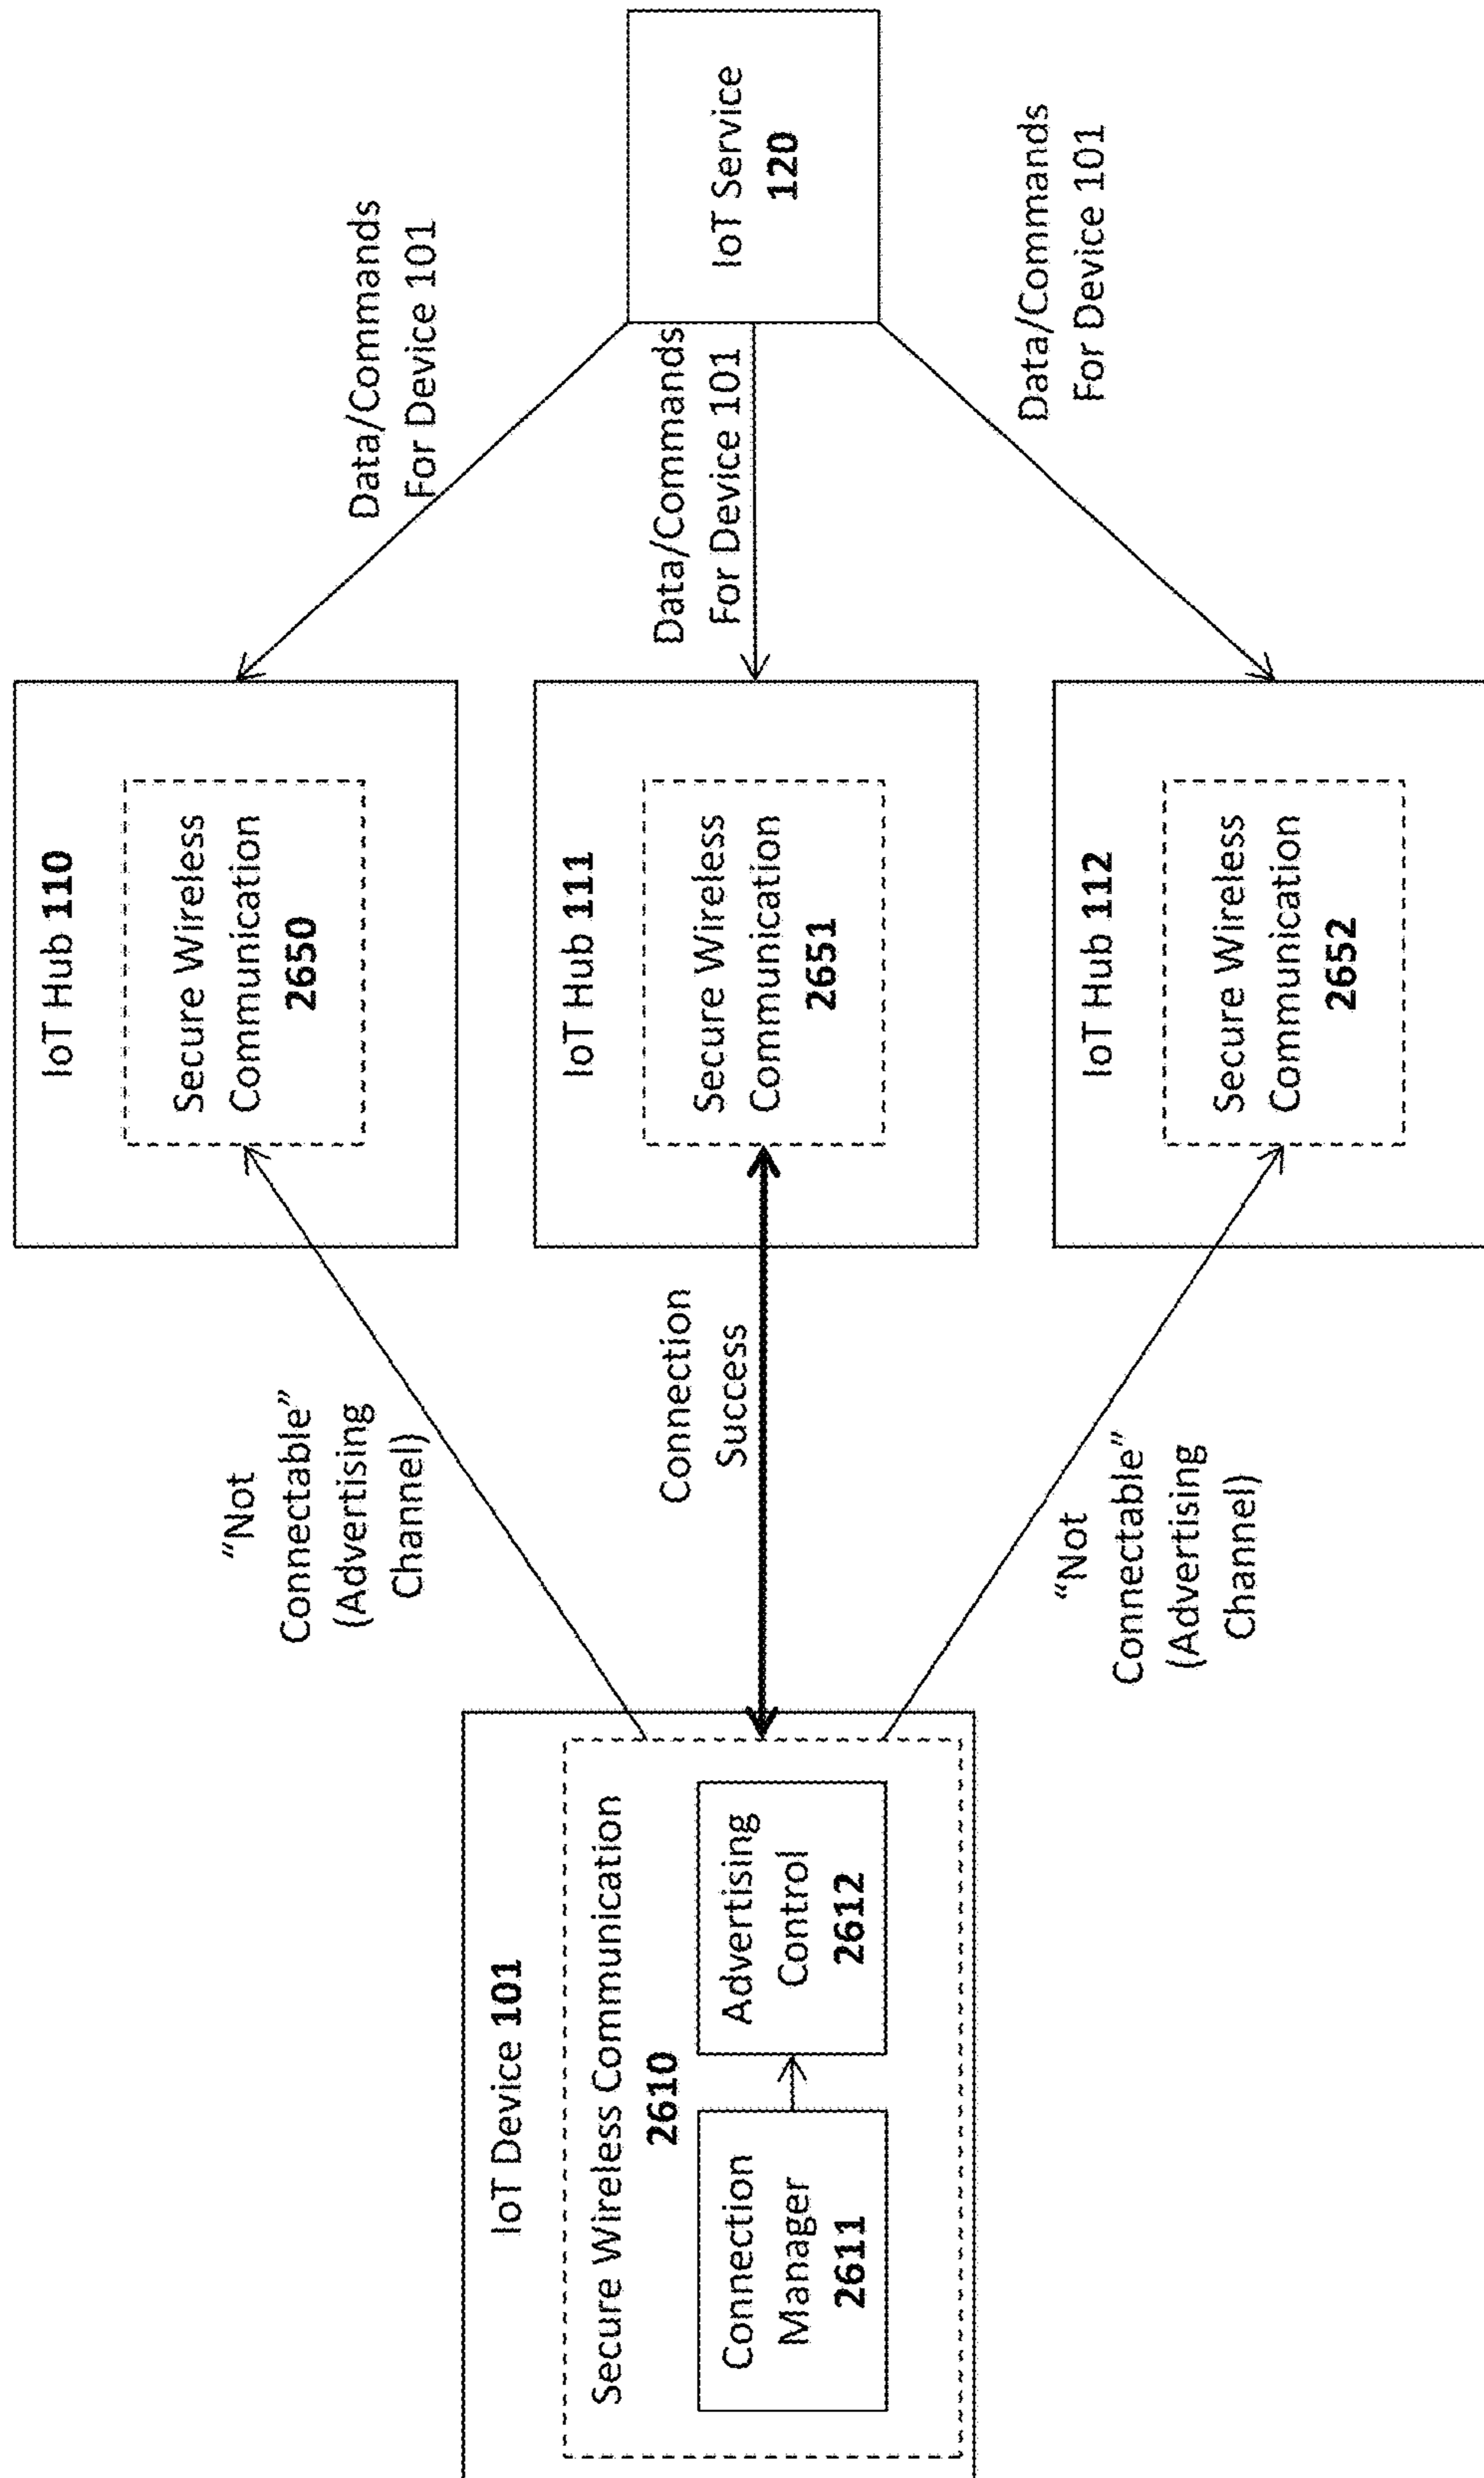 IoT Device 101
Secure Wireless Communication
2610
Connection
Manager
2611
Advertising
Control
2612
“Not
Connectable”
(Advertising
Channel)
Connection
Success
“Not
Connectable”
(Advertising
Channel)
IoT Hub 110
Secure Wireless
Communication
2650
IoT Hub 111
Secure Wireless
Communication
2651
IoT Hub 112
Secure Wireless
Communication
2652
Data/Commands
For Device 101
Data/Commands
For Device 101
Data/Commands
For Device 101
IoT Service
120